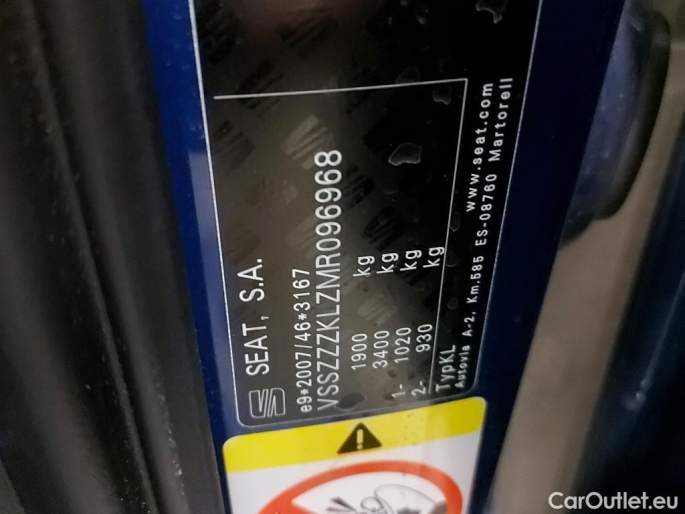 SEAT, S.A.
e9*2007/46*3167
VSSZZZKLZMR096968
1900 kg
3400 kg
1- 1020 kg
2- 930 kg
TypKL
Autovia A-2, Km.585 ES-08760 Martorell
www.seat.com
CarOutlet.eu